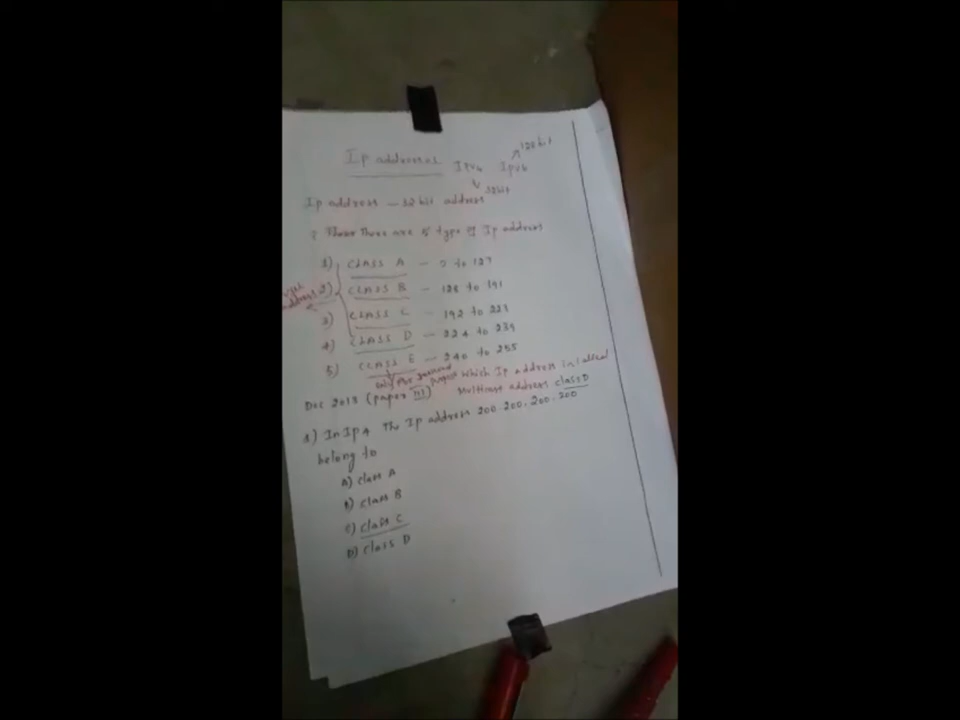 Ip address IPV4 IPV6 128 bit
32 bit
Ip address - 32 bit address
There are 5 type of Ip address
1) CLASS A - 0 to 127
2) CLASS B - 128 to 191
3) CLASS C - 192 to 223
4) CLASS D - 224 to 239
5) CLASS E - 240 to 255
only
Dec 2013 (paper III) which Ip address is called
Multicast address class D
1) In Ip4 The Ip address 200.200.200.200
belong to
A) Class A
B) Class B
C) Class C
D) Class D